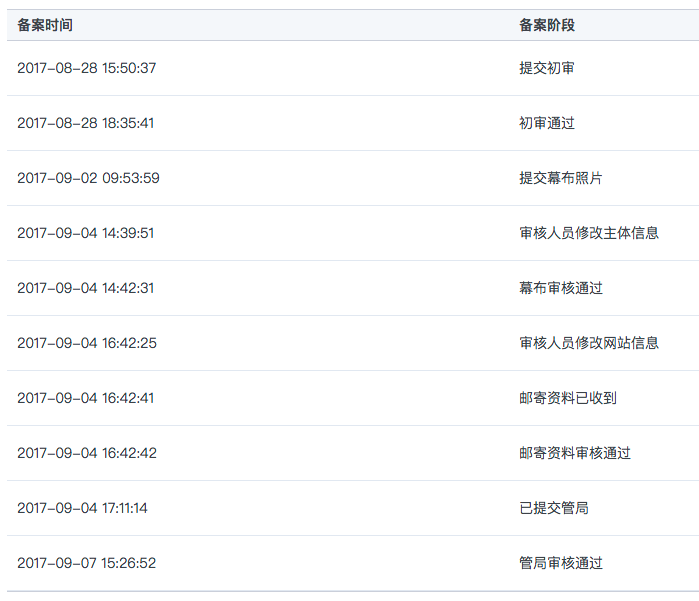 备案时间 备案阶段
2017-08-28 15:50:37 提交初审
2017-08-28 18:35:41 初审通过
2017-09-02 09:53:59 提交幕布照片
2017-09-04 14:39:51 审核人员修改主体信息
2017-09-04 14:42:31 幕布审核通过
2017-09-04 16:42:25 审核人员修改网站信息
2017-09-04 16:42:41 邮寄资料已收到
2017-09-04 16:42:42 邮寄资料审核通过
2017-09-04 17:11:14 已提交管局
2017-09-07 15:26:52 管局审核通过